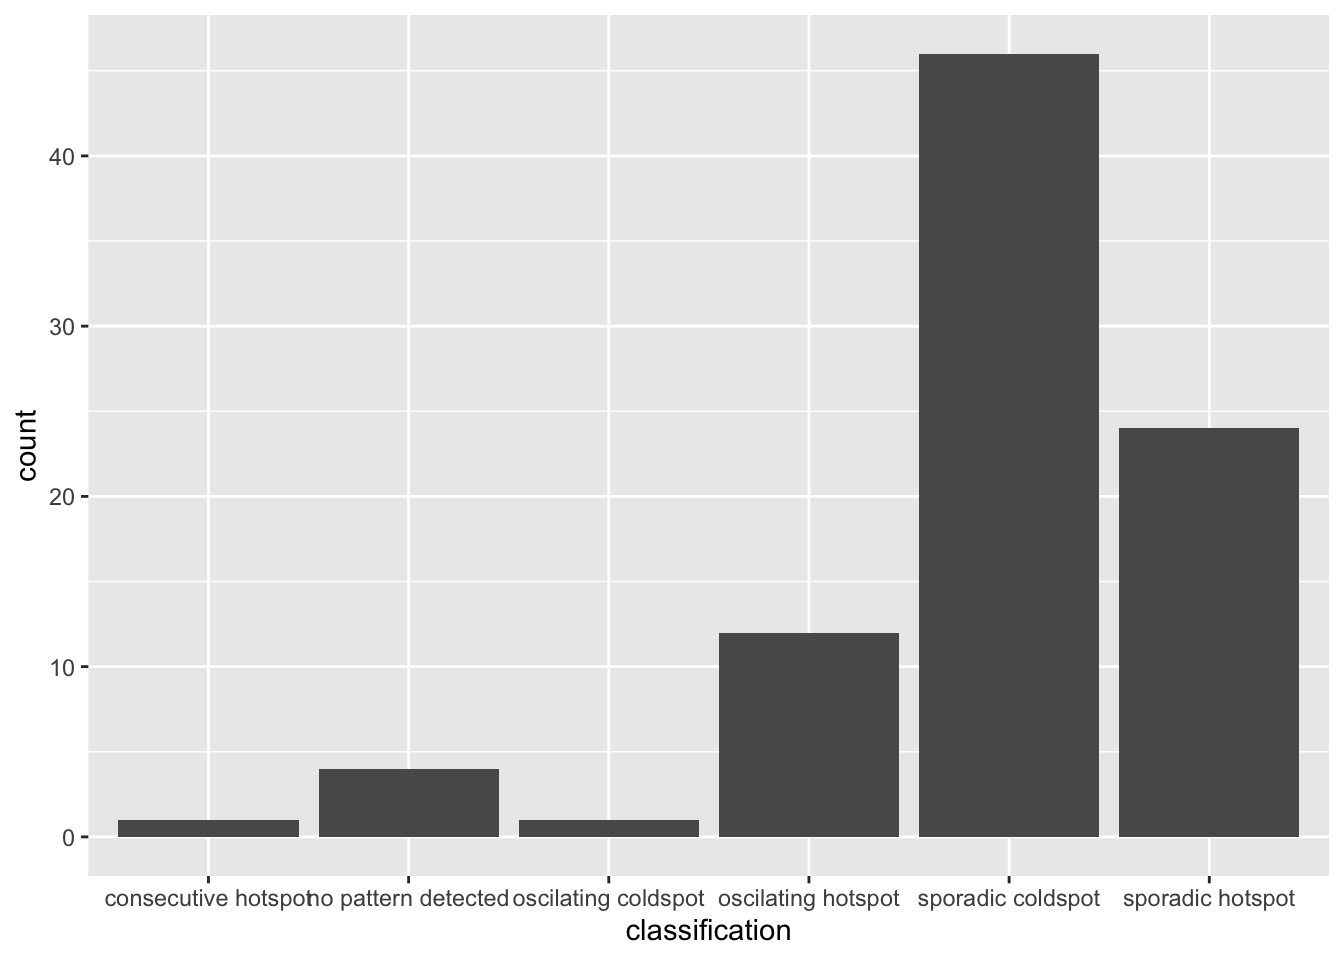 40
30
20
10
0
count
consecutive hotspot no pattern detected oscilating coldspot oscilating hotspot sporadic coldspot sporadic hotspot
classification